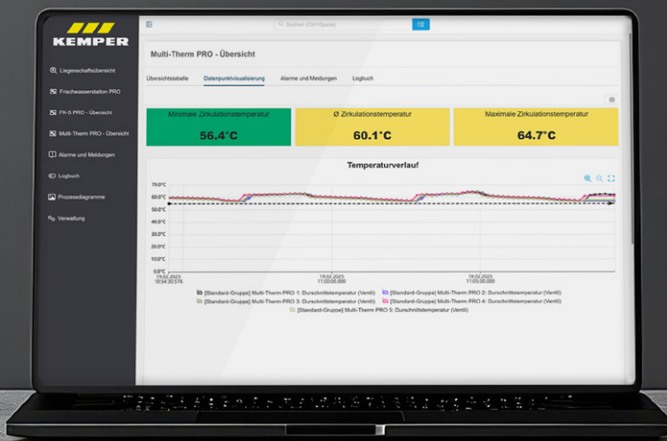 KEMPER
Suchen (Ctrl+Space)
Liegenschaftsübersicht
Frischwasserstation PRO
FK-5 PRO - Übersicht
Multi-Therm PRO - Übersicht
Alarme und Meldungen
Logbuch
Prozessdiagramme
Verwaltung
Multi-Therm PRO - Übersicht
Übersichtstabelle Datenpunktvisualisierung Alarme und Meldungen Logbuch
Minimale Zirkulationstemperatur
56.4°C
Ø Zirkulationstemperatur
60.1°C
Maximale Zirkulationstemperatur
64.7°C
Temperaturverlauf
70.0°C
60.0°C
50.0°C
40.0°C
30.0°C
20.0°C
10.0°C
0.0°C
19.02.2025 19.02.2025 19.02.2025
10:54:30.576 11:00:00.000 11:05:00.000
[Standard-Gruppe] Multi-Therm PRO 1: Durschnittstemperatur (Ventil) [Standard-Gruppe] Multi-Therm PRO 2: Durschnittstemperatur (Ventil)
[Standard-Gruppe] Multi-Therm PRO 3: Durschnittstemperatur (Ventil) [Standard-Gruppe] Multi-Therm PRO 4: Durschnittstemperatur (Ventil)
[Standard-Gruppe] Multi-Therm PRO 5: Durschnittstemperatur (Ventil)